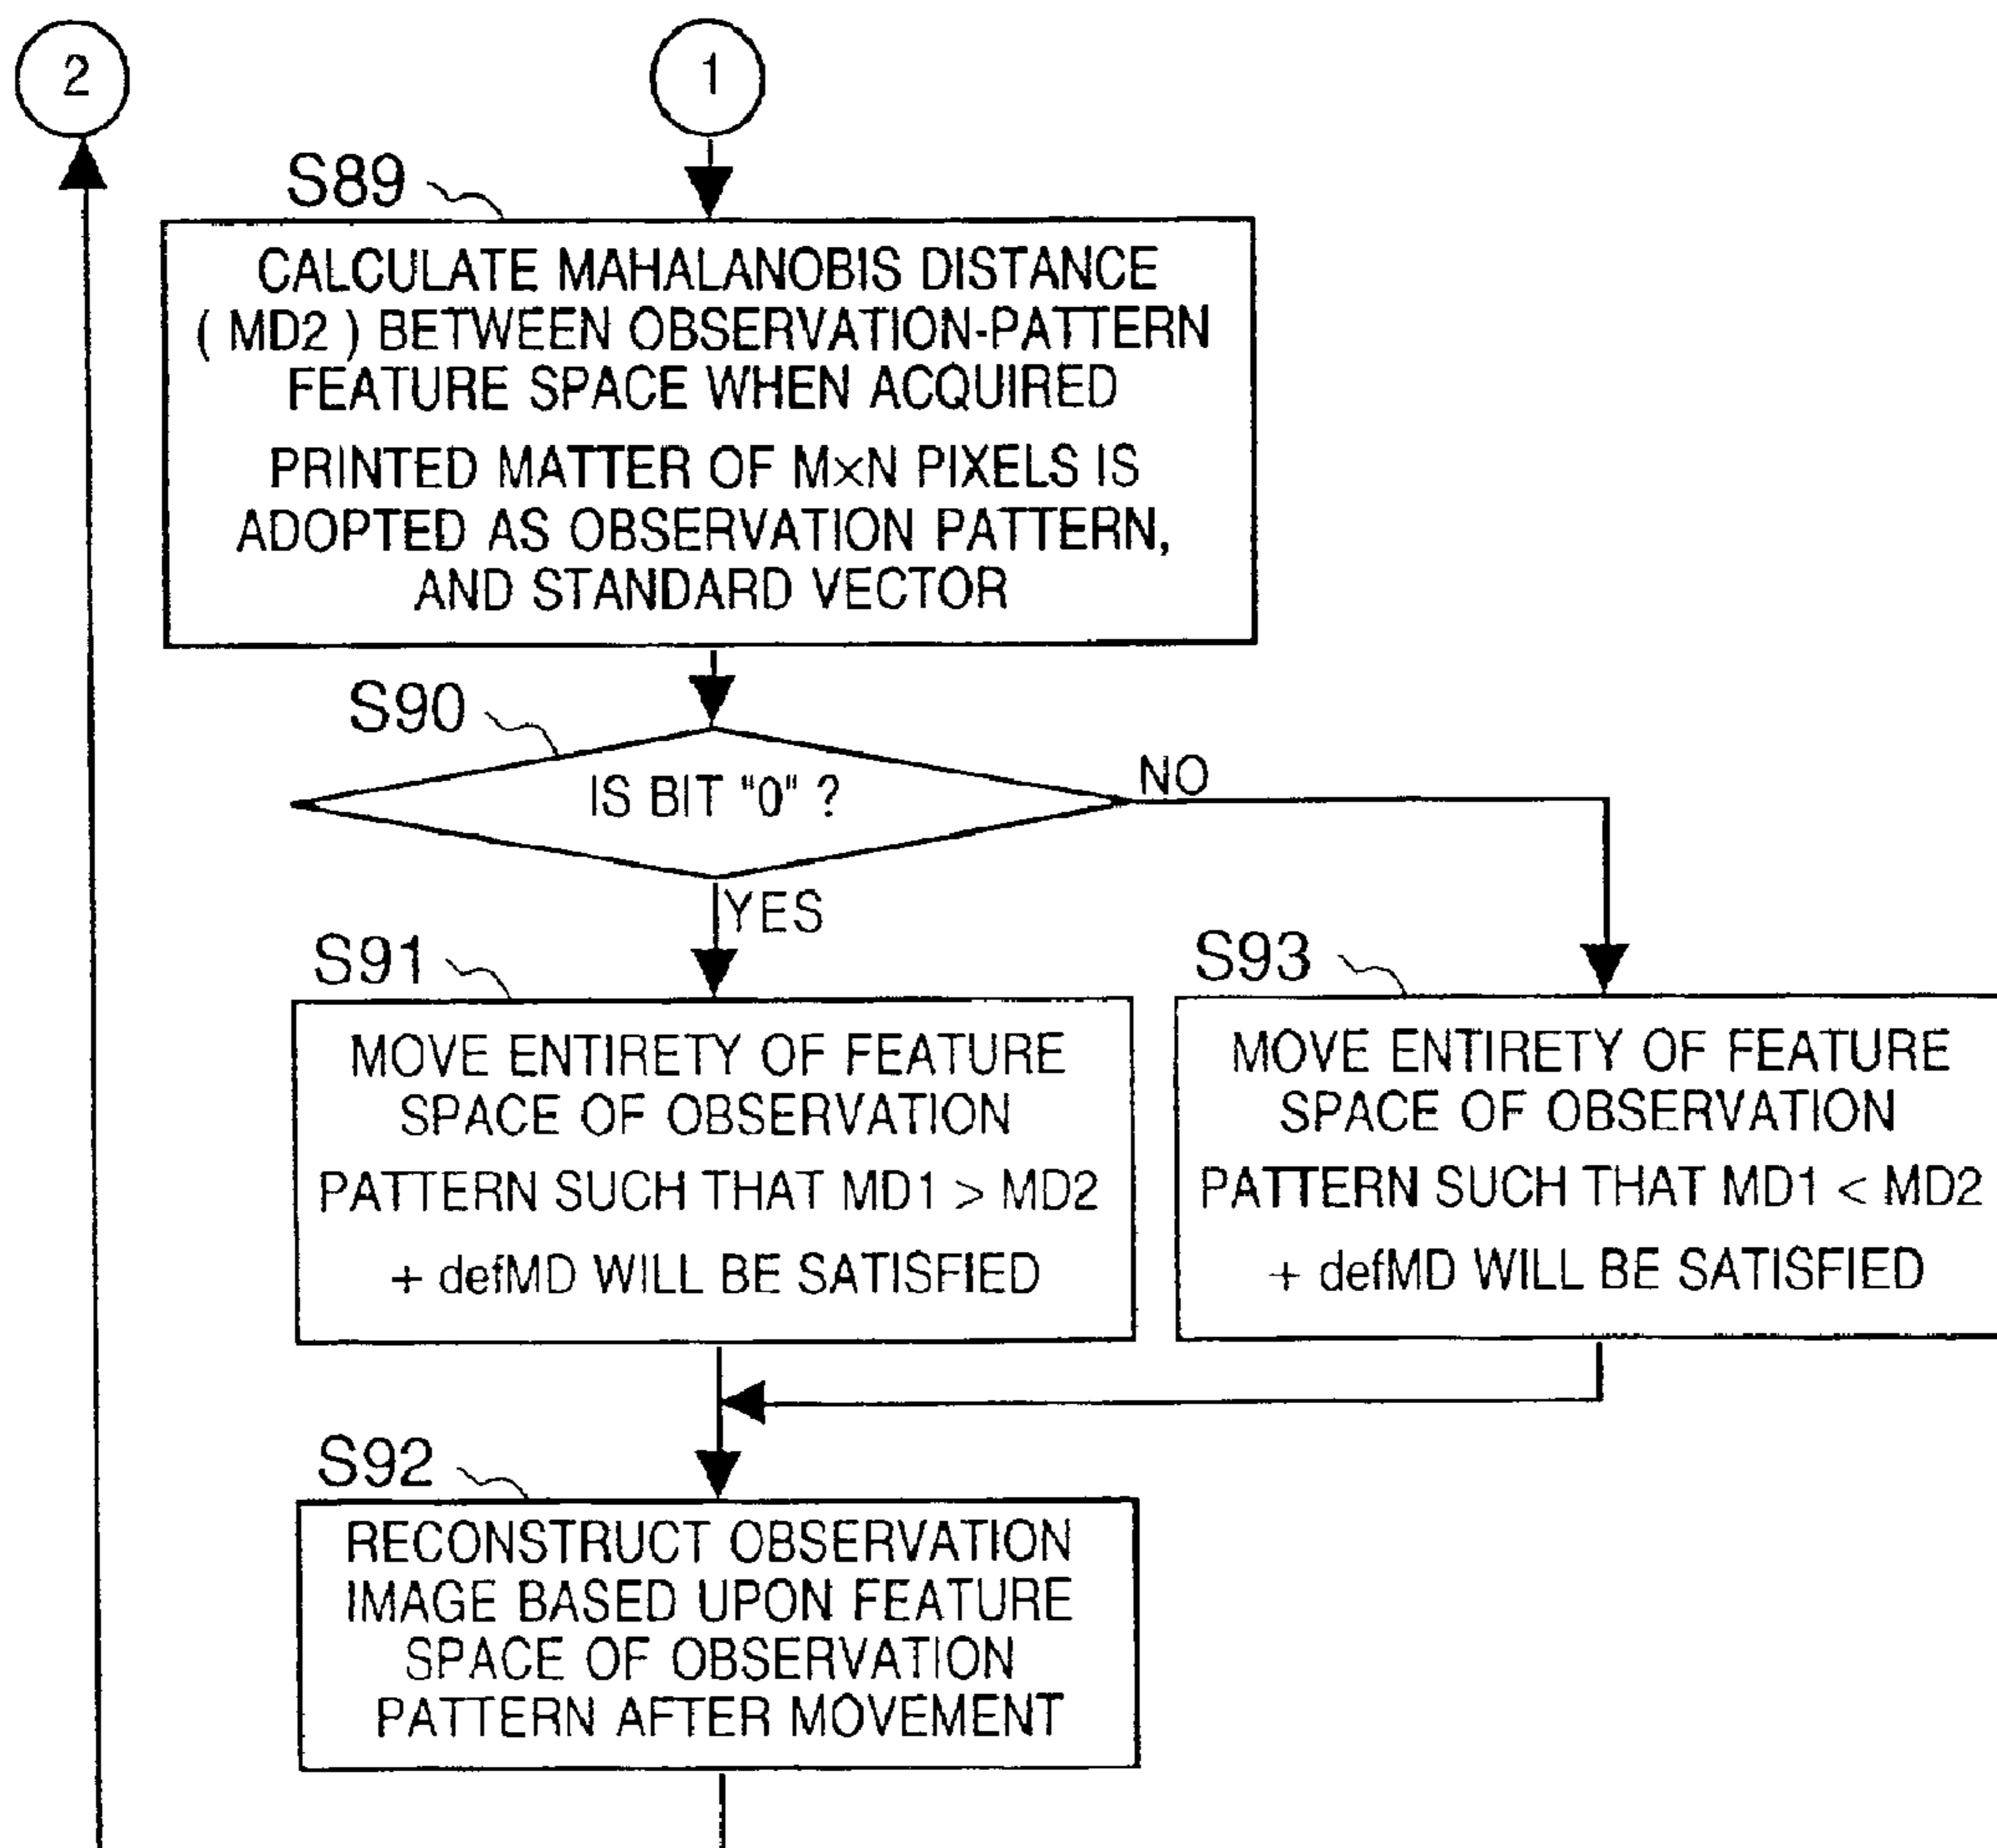 2
1
S89
CALCULATE MAHALANOBIS DISTANCE
( MD2 ) BETWEEN OBSERVATION-PATTERN
FEATURE SPACE WHEN ACQUIRED
PRINTED MATTER OF M×N PIXELS IS
ADOPTED AS OBSERVATION PATTERN,
AND STANDARD VECTOR
S90
IS BIT "0" ?
NO
YES
S91
MOVE ENTIRETY OF FEATURE
SPACE OF OBSERVATION
PATTERN SUCH THAT MD1 > MD2
+ defMD WILL BE SATISFIED
S93
MOVE ENTIRETY OF FEATURE
SPACE OF OBSERVATION
PATTERN SUCH THAT MD1 < MD2
+ defMD WILL BE SATISFIED
S92
RECONSTRUCT OBSERVATION
IMAGE BASED UPON FEATURE
SPACE OF OBSERVATION
PATTERN AFTER MOVEMENT